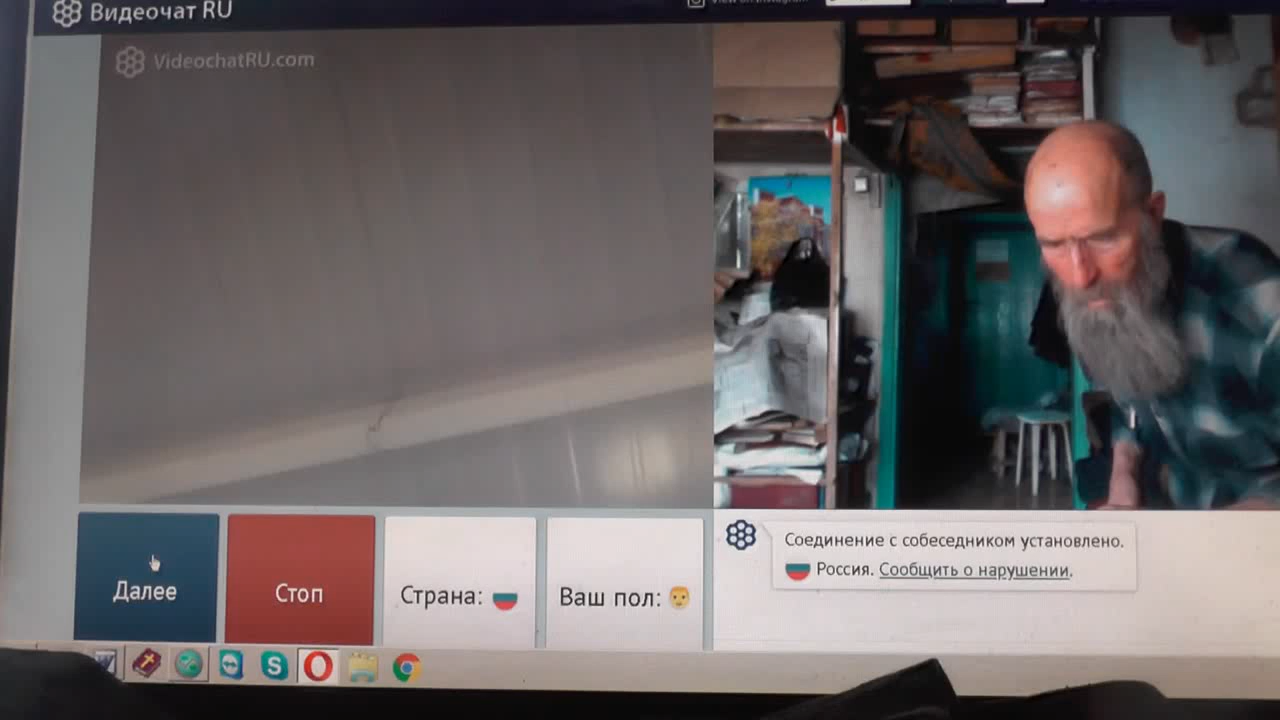 Видеочат RU
VideochatRU.com
Далее
Стоп
Страна:
Ваш пол:
Соединение с собеседником установлено.
Россия. Сообщить о нарушении.